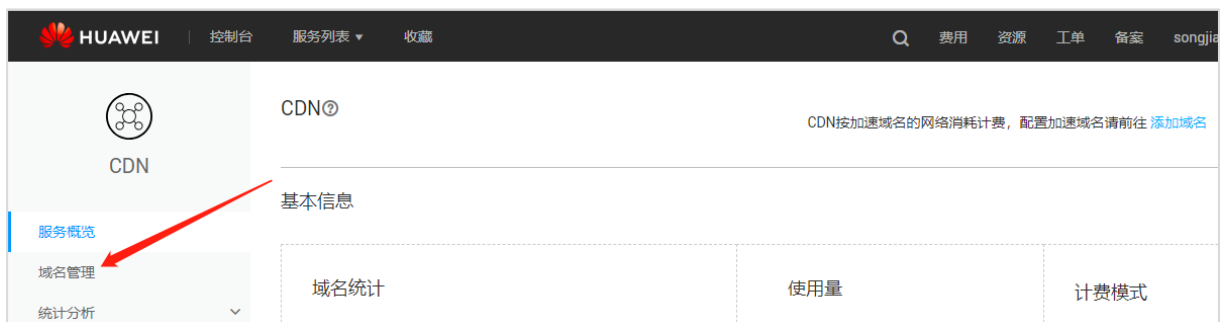 HUAWEI 控制台 服务列表 收藏 费用 资源 工单 备案 songjia
CDN
CDN按加速域名的网络消耗计费，配置加速域名请前往 添加域名
CDN
基本信息
服务概览
域名管理
域名统计 使用量 计费模式
统计分析